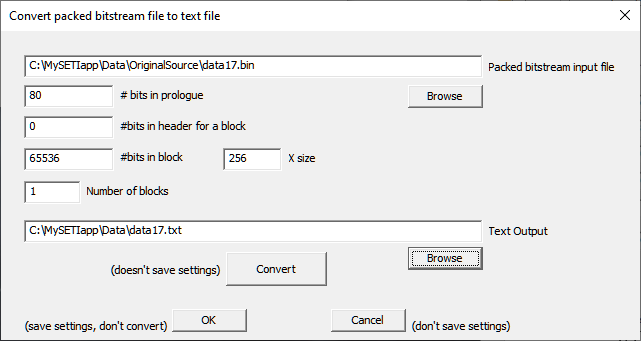 Convert packed bitstream file to text file
C:\MySETIapp\Data\OriginalSource\data17.bin Packed bitstream input file
80 # bits in prologue Browse
0 #bits in header for a block
65536 #bits in block 256 X size
1 Number of blocks
C:\MySETIapp\Data\data17.txt Text Output
Browse
(doesn't save settings) Convert
(save settings, don't convert) OK Cancel (don't save settings)